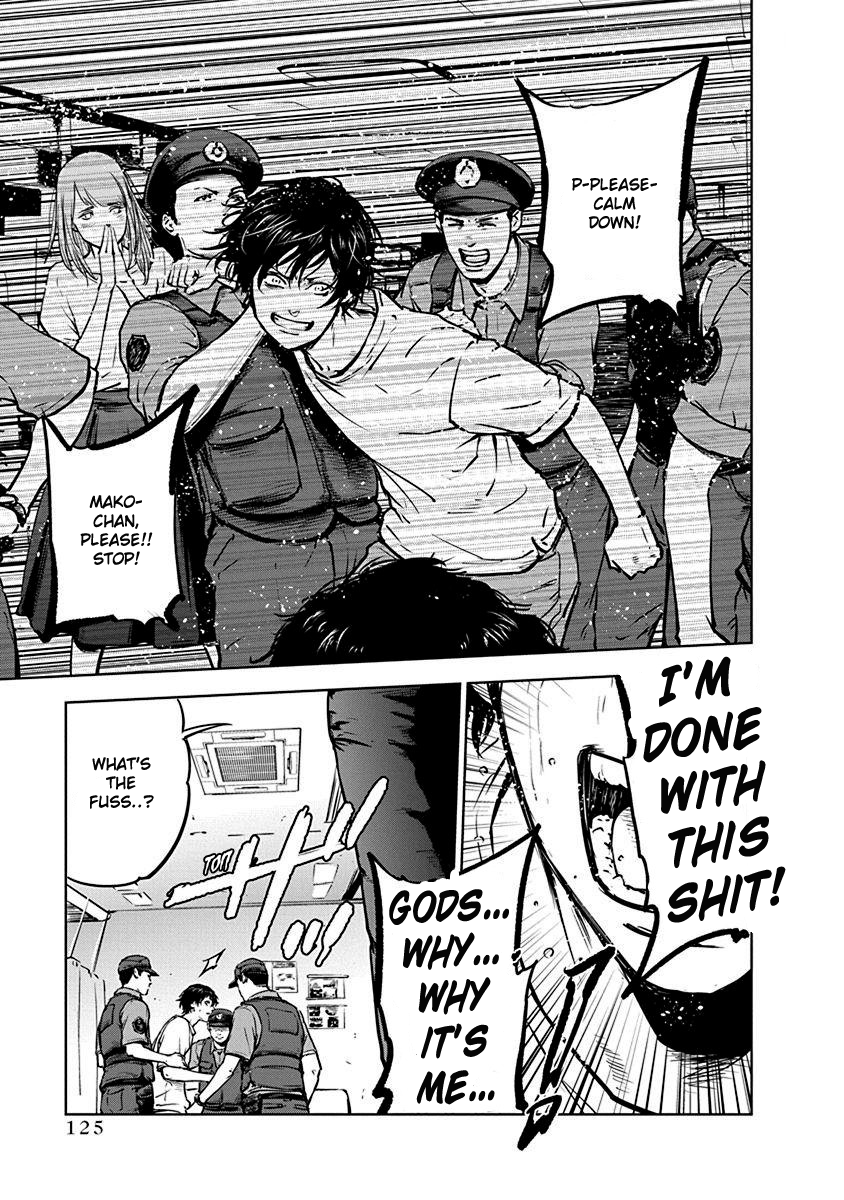 P-PLEASE-
CALM
DOWN!
MAKO-
CHAN,
PLEASE!!
STOP!
I'M
DONE
WITH
THIS
SHIT!
GODS...
WHY...
WHY
IT'S
ME...
WHAT'S
THE
FUSS..?
ТОП
125